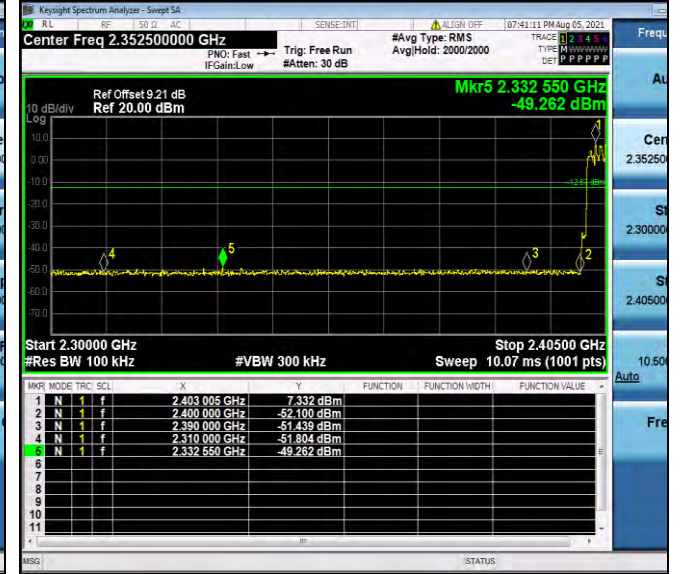 Keysight Spectrum Analyzer - Swept SA
RL RF 50 Ω AC SENSE:INT ALIGN OFF 07:41:11 PM Aug 05, 2021
Center Freq 2.352500000 GHz #Avg Type: RMS TRACE 1 2 3 4 5 6 Frequ
PNO: Fast Trig: Free Run Avg|Hold: 2000/2000 TYPE M WWWWW
IFGain:Low #Atten: 30 dB DET P P P P P P
Au
Ref Offset 9.21 dB Mkr5 2.332 550 GHz
10 dB/div Ref 20.00 dBm -49.262 dBm
Log
10.0
0.00
-10.0
-20.0
-30.0
-40.0
-50.0
-60.0
-70.0
1
-12.67 dBm
4
5
3
2
Cen
2.35250
St
2.30000
St
2.40500
Start 2.30000 GHz Stop 2.40500 GHz
#Res BW 100 kHz #VBW 300 kHz Sweep 10.07 ms (1001 pts)
10.50
Auto
Fre
MKR MODE TRC SCL X Y FUNCTION FUNCTION WIDTH FUNCTION VALUE
1 N 1 f 2.403 005 GHz 7.332 dBm
2 N 1 f 2.400 000 GHz -52.100 dBm
3 N 1 f 2.390 000 GHz -51.439 dBm
4 N 1 f 2.310 000 GHz -51.804 dBm
5 N 1 f 2.332 550 GHz -49.262 dBm
6
7
8
9
10
11
MSG STATUS